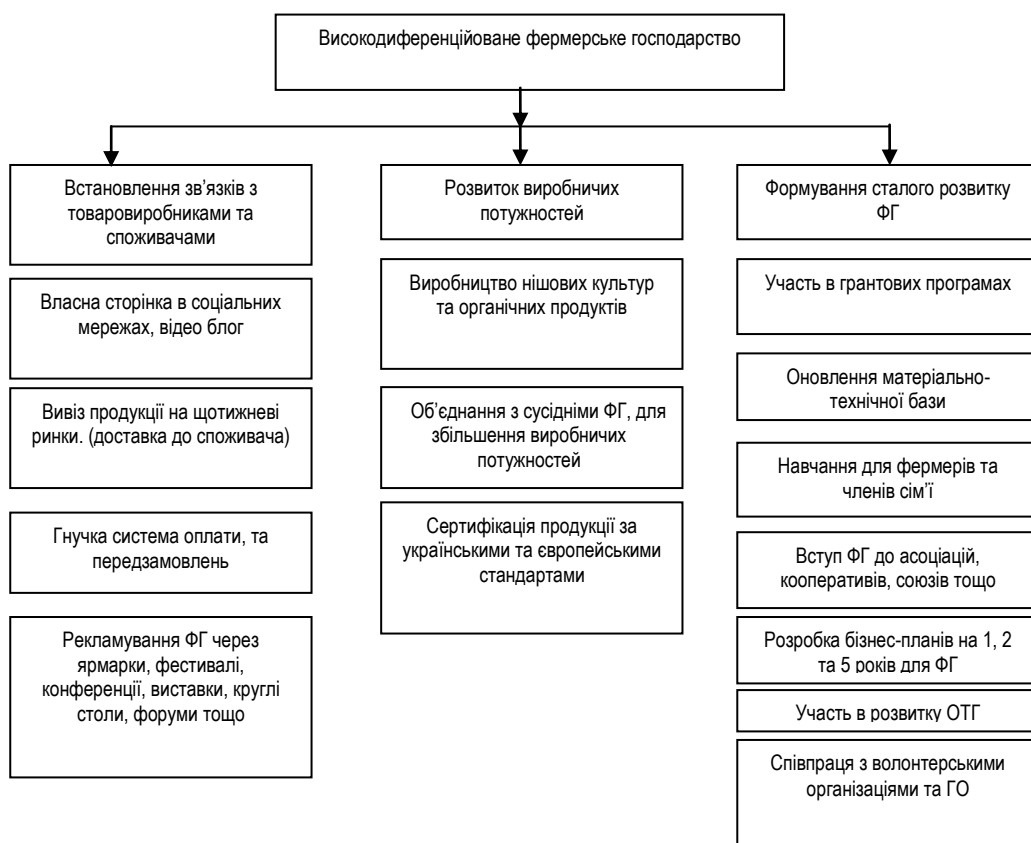 Високодиференційоване фермерське господарство
Встановлення зв’язків з
товаровиробниками та
споживачами
Власна сторінка в соціальних
мережах, відео блог
Вивіз продукції на щотижневі
ринки. (доставка до споживача)
Гнучка система оплати, та
передзамовлень
Рекламування ФГ через
ярмарки, фестивалі,
конференції, виставки, круглі
столи, форуми тощо
Розвиток виробничих
потужностей
Виробництво нішових культур
та органічних продуктів
Об’єднання з сусідніми ФГ, для
збільшення виробничих
потужностей
Сертифікація продукції за
українськими та європейськими
стандартами
Формування сталого розвитку
ФГ
Участь в грантових програмах
Оновлення матеріально-
технічної бази
Навчання для фермерів та
членів сім’ї
Вступ ФГ до асоціацій,
кооперативів, союзів тощо
Розробка бізнес-планів на 1, 2
та 5 років для ФГ
Участь в розвитку ОТГ
Співпраця з волонтерськими
організаціями та ГО